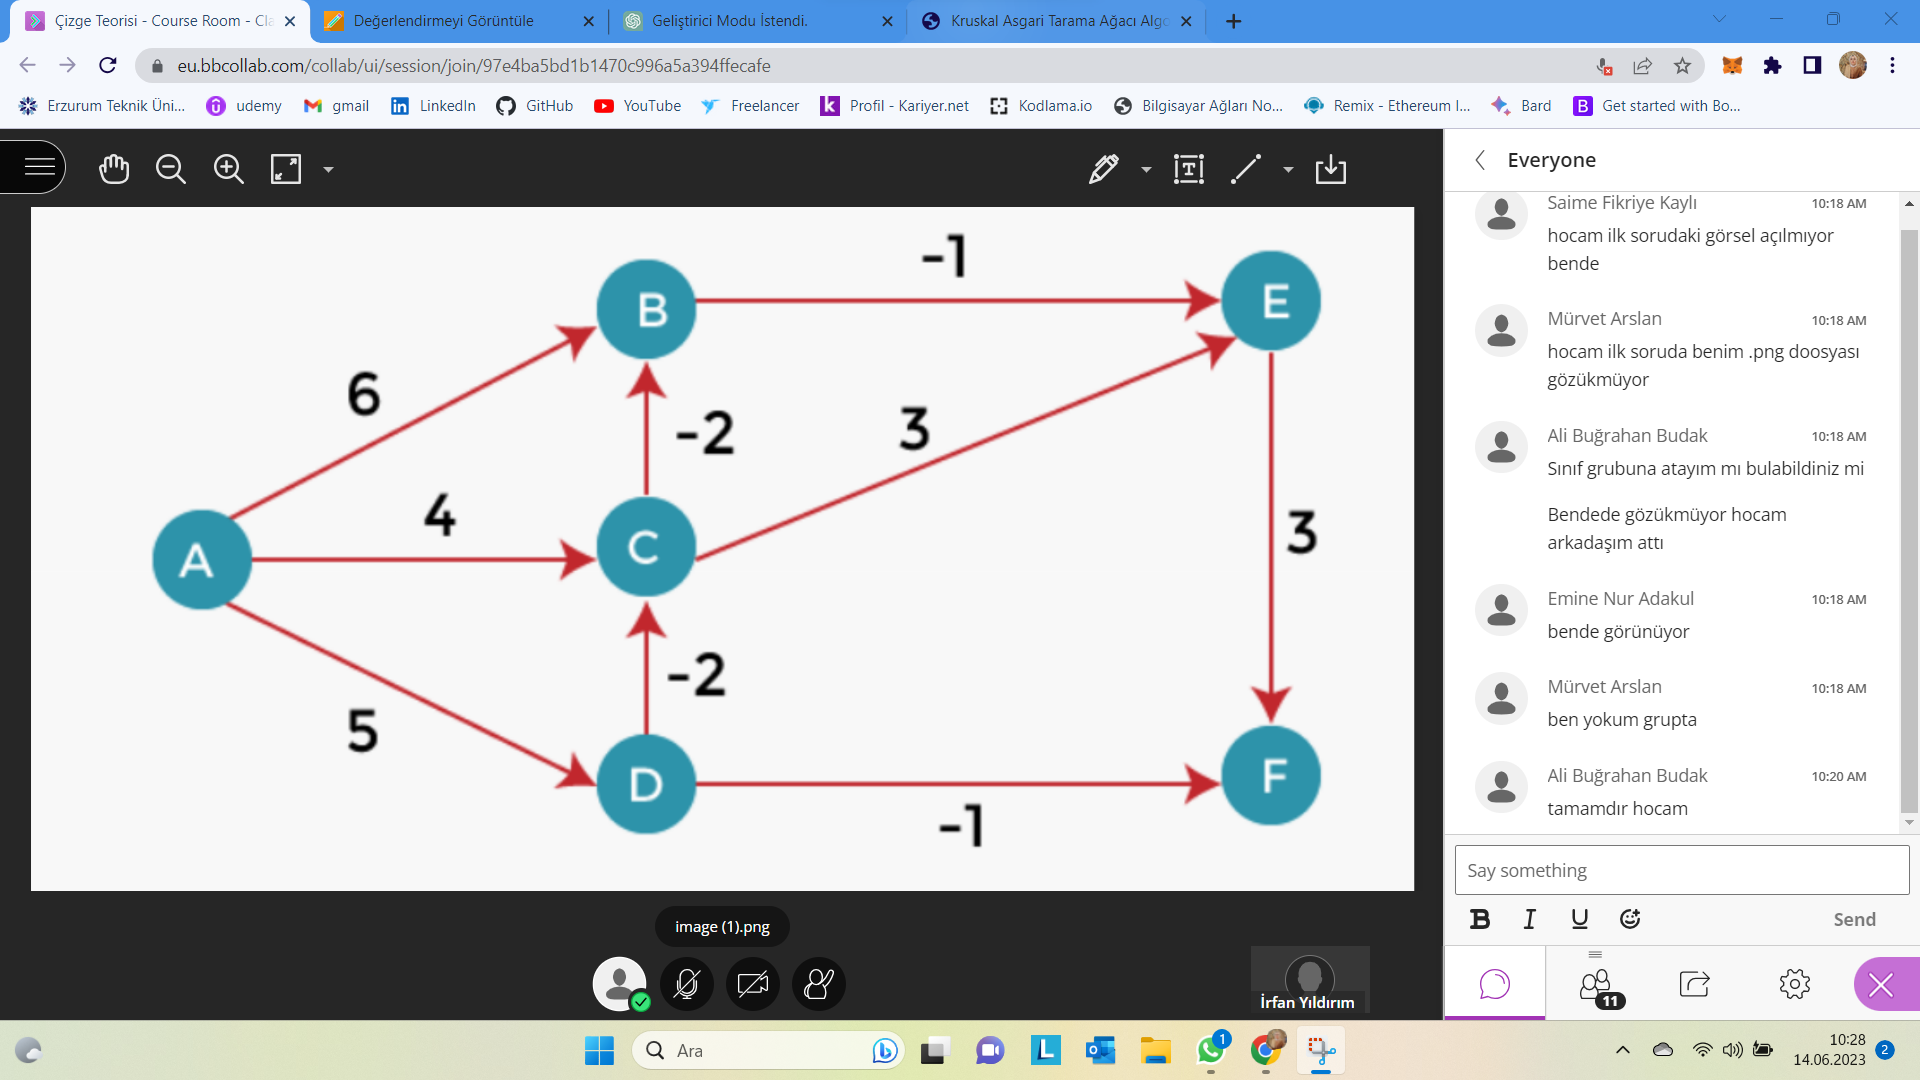 Çizge Teorisi - Course Room - Cla
Değerlendirmeyi Görüntüle
Geliştirici Modu İstendi.
Kruskal Asgari Tarama Ağacı Algo
eu.bbcollab.com/collab/ui/session/join/97e4ba5bd1b1470c996a5a394ffecafe
Erzurum Teknik Üni...
udemy
gmail
LinkedIn
GitHub
YouTube
Freelancer
Profil - Kariyer.net
Kodlama.io
Bilgisayar Ağları No...
Remix - Ethereum I...
Bard
Get started with Bo...
B
-1
E
6
-2
3
A
4
C
3
5
-2
D
-1
F
image (1).png
İrfan Yıldırım
Everyone
Saime Fikriye Kaylı
10:18 AM
hocam ilk sorudaki görsel açılmıyor
bende
Mürvet Arslan
10:18 AM
hocam ilk soruda benim .png doosyası
gözükmüyor
Ali Buğrahan Budak
10:18 AM
Sınıf grubuna atayım mı bulabildiniz mi
Bendede gözükmüyor hocam
arkadaşım attı
Emine Nur Adakul
10:18 AM
bende görünüyor
Mürvet Arslan
10:18 AM
ben yokum grupta
Ali Buğrahan Budak
10:20 AM
tamamdır hocam
Say something
B I U
Send
11
Ara
1
10:28
14.06.2023
2